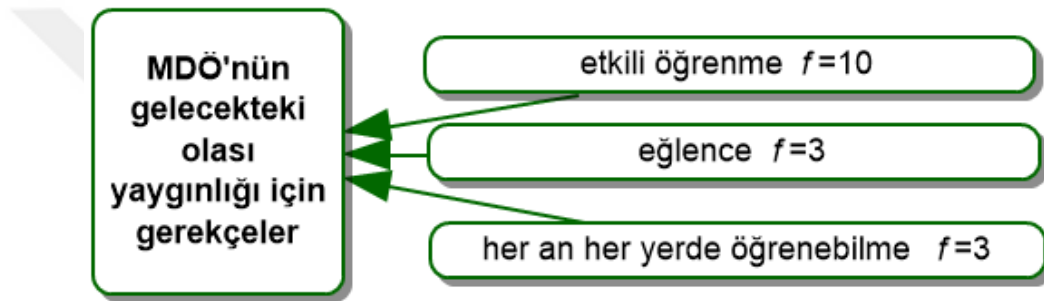 MDÖ'nün
gelecekteki
olası
yaygınlığı için
gerekçeler
etkili öğrenme f=10
eğlence f=3
her an her yerde öğrenebilme f=3